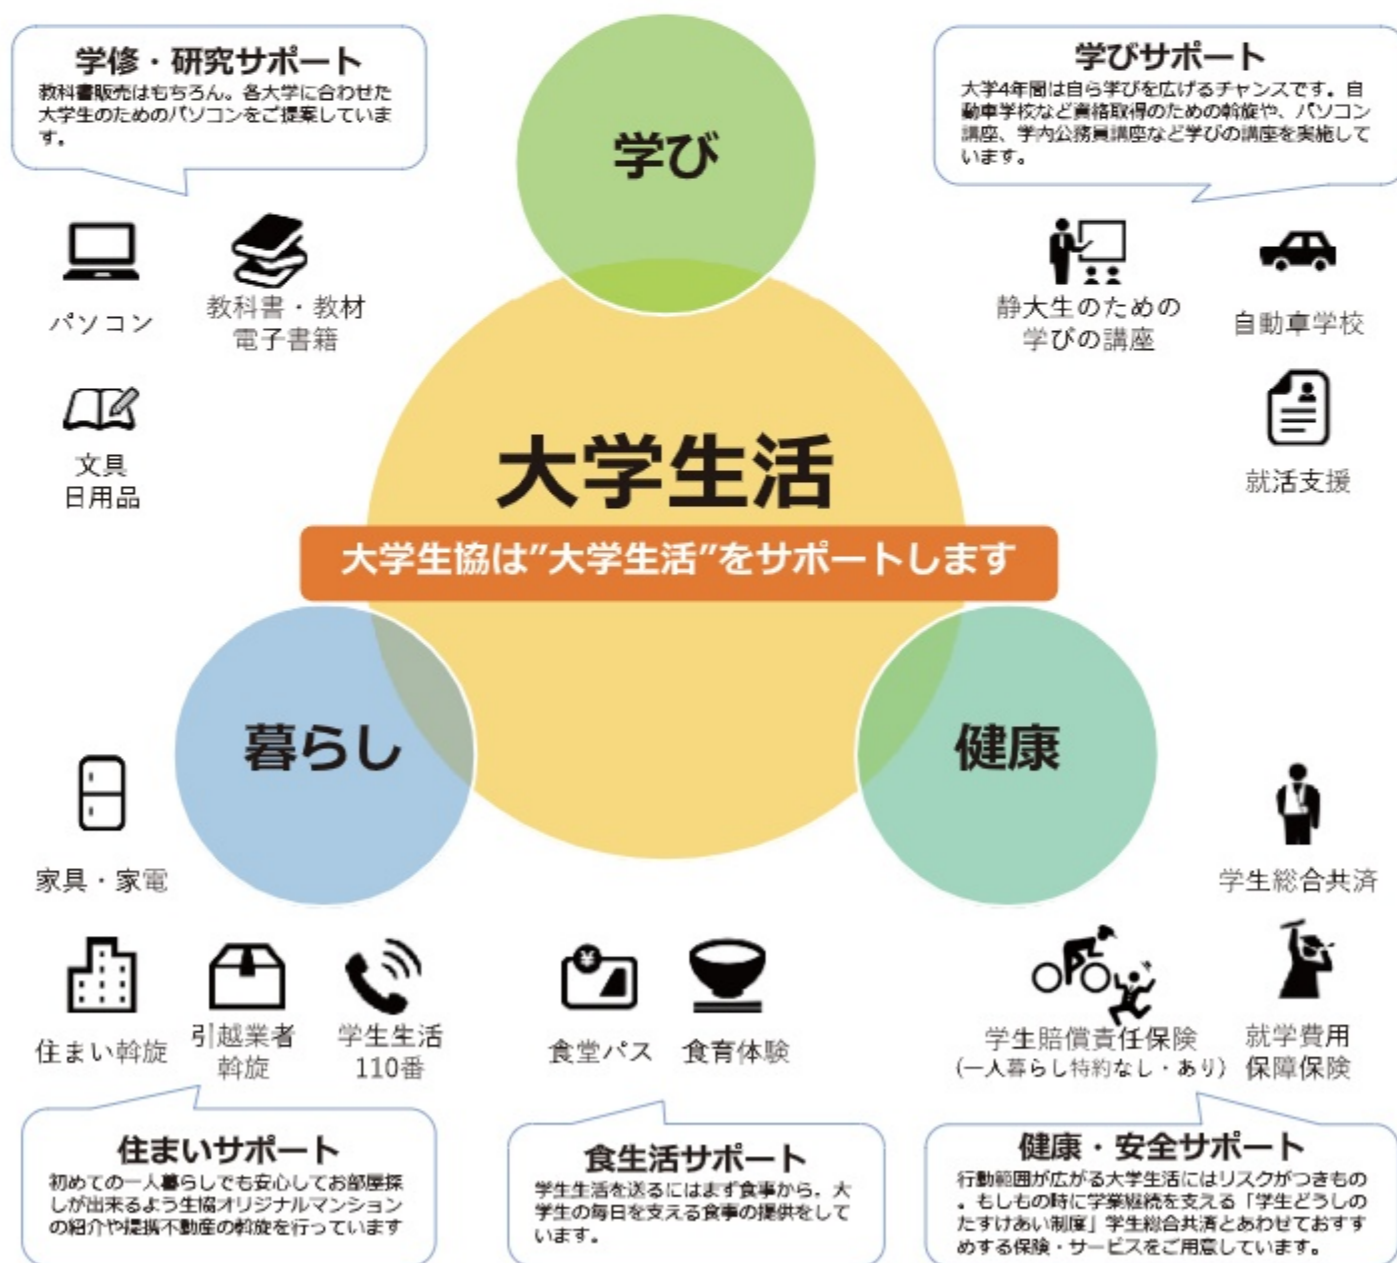 学修・研究サポート
教科書販売はもちろん。各大学に合わせた
大学生のためのパソコンをご提案していま
す。
学びサポート
大学4年間は自ら学びを広げるチャンスです。自
動車学校など資格取得のための斡旋や、パソコン
講座、学内公務員講座など学びの講座を実施して
います。
学び
パソコン
教科書・教材
電子書籍
文具
日用品
静大生のための
学びの講座
自動車学校
就活支援
大学生活
大学生協は”大学生活”をサポートします
暮らし
健康
家具・家電
住まい斡旋
引越業者
斡旋
学生生活
110番
食堂パス
食育体験
学生総合共済
学生賠償責任保険
(一人暮らし特約なし・あり)
就学費用
保障保険
住まいサポート
初めての一人暮らしでも安心してお部屋探
しが出来るよう生協オリジナルマンション
の紹介や提携不動産の斡旋を行っています
食生活サポート
学生生活を送るにはまず食事から。大
学生の毎日を支える食事の提供をして
います。
健康・安全サポート
行動範囲が広がる大学生活にはリスクがつきもの
。もしもの時に学業継続を支える「学生どうしの
たすけあい制度」学生総合共済とあわせておすす
めする保険・サービスをご用意しています。